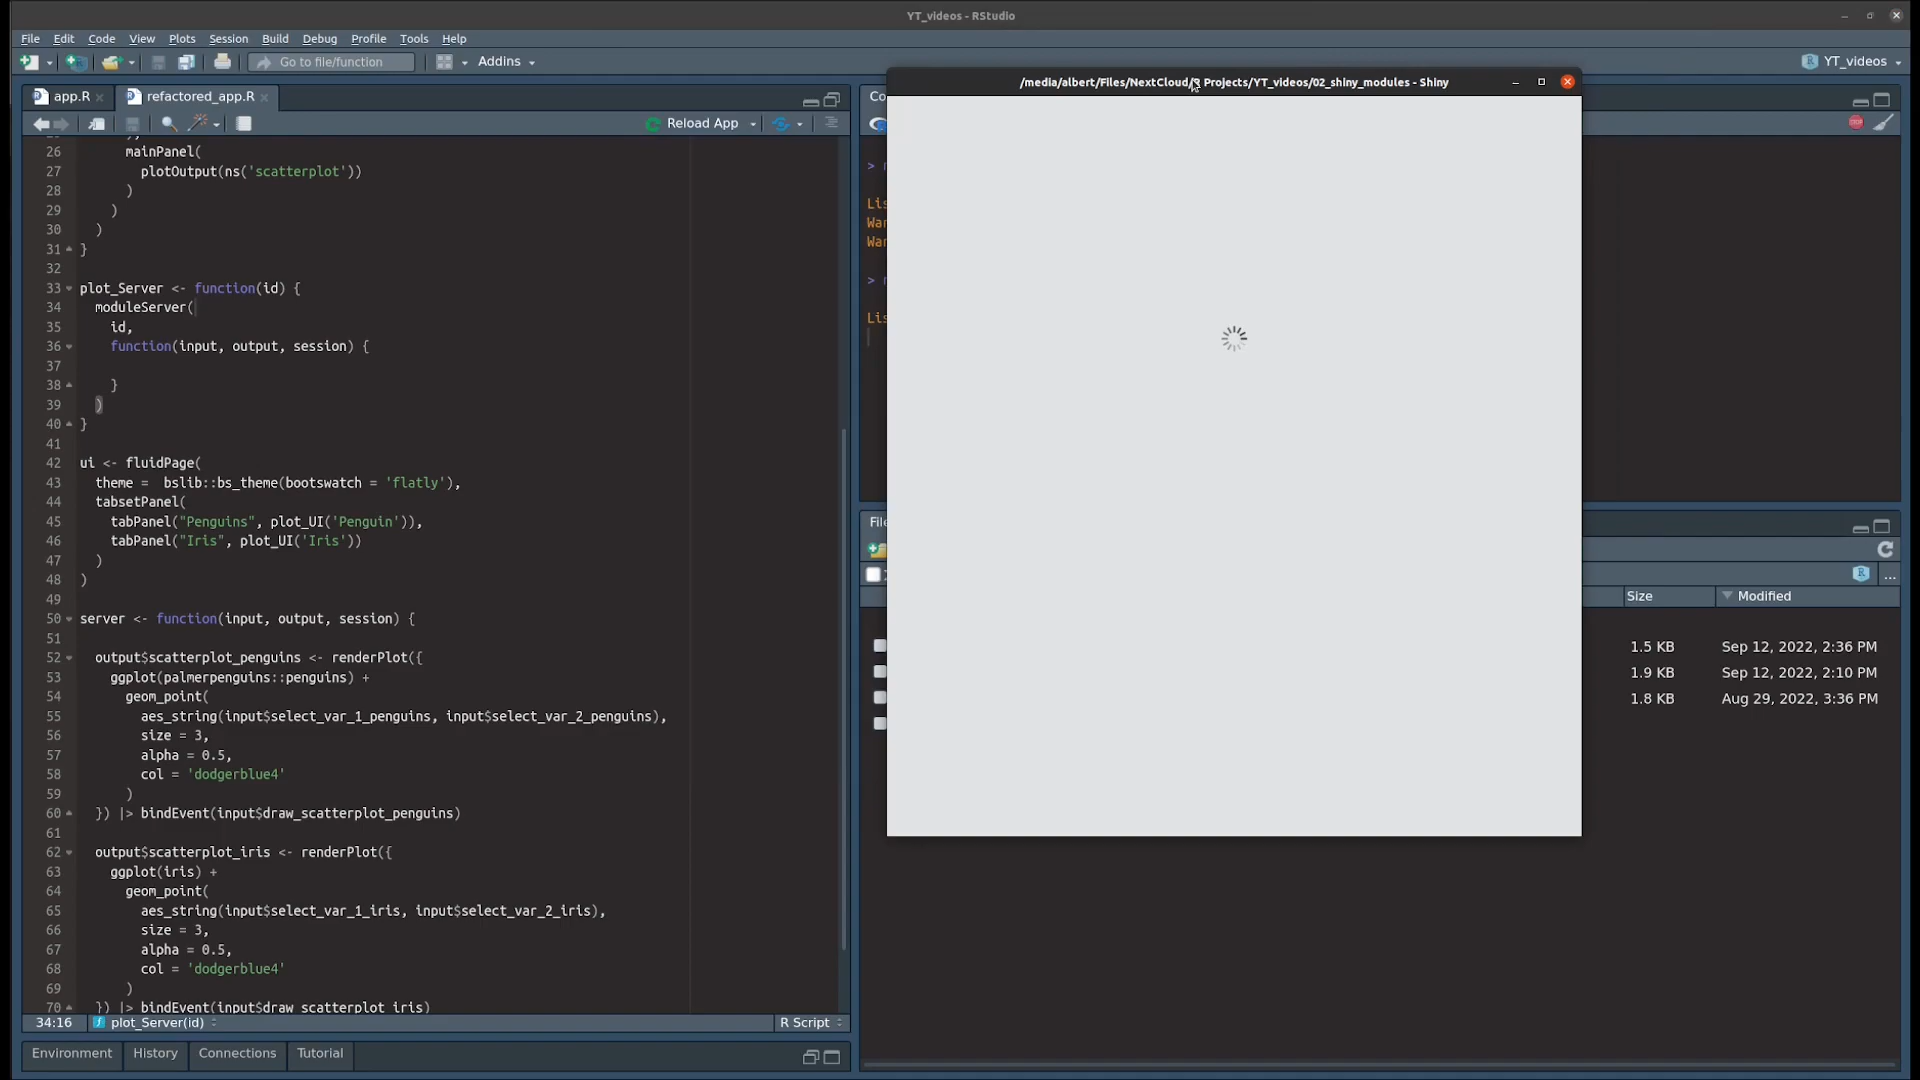 YT_videos - RStudio
File Edit Code View Plots Session Build Debug Profile Tools Help
Go to file/function Addins YT_videos
app.R refactored_app.R
Reload App
26 mainPanel(
27 plotOutput(ns('scatterplot'))
28 )
29 )
30 )
31 }
32
33 plot_Server <- function(id) {
34 moduleServer(
35 id,
36 function(input, output, session) {
37
38 }
39 )
40 }
41
42 ui <- fluidPage(
43 theme =  bslib::bs_theme(bootswatch = 'flatly'),
44 tabsetPanel(
45 tabPanel("Penguins", plot_UI('Penguin')),
46 tabPanel("Iris", plot_UI('Iris'))
47 )
48 )
49
50 server <- function(input, output, session) {
51
52 output$scatterplot_penguins <- renderPlot({
53 ggplot(palmerpenguins::penguins) +
54 geom_point(
55 aes_string(input$select_var_1_penguins, input$select_var_2_penguins),
56 size = 3,
57 alpha = 0.5,
58 col = 'dodgerblue4'
59 )
60 }) |> bindEvent(input$draw_scatterplot_penguins)
61
62 output$scatterplot_iris <- renderPlot({
63 ggplot(iris) +
64 geom_point(
65 aes_string(input$select_var_1_iris, input$select_var_2_iris),
66 size = 3,
67 alpha = 0.5,
68 col = 'dodgerblue4'
69 )
70 }) |> bindEvent(input$draw_scatterplot_iris)
34:16 plot_Server(id) R Script
Environment History Connections Tutorial
/media/albert/Files/NextCloud/R Projects/YT_videos/02_shiny_modules - Shiny
STOP
>
Lis
War
War
>
Lis
Size Modified
1.5 KB Sep 12, 2022, 2:36 PM
1.9 KB Sep 12, 2022, 2:10 PM
1.8 KB Aug 29, 2022, 3:36 PM